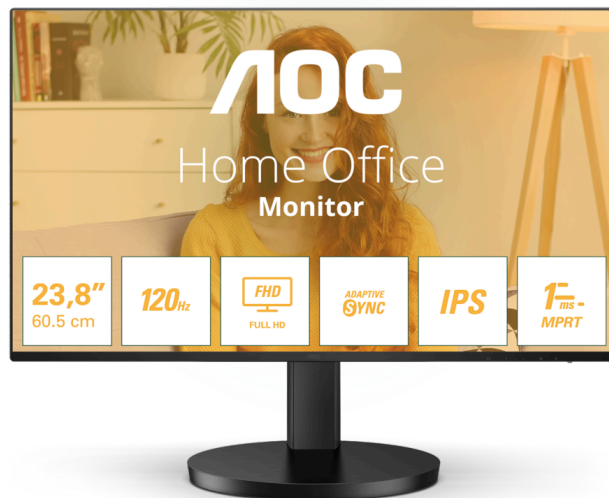 AOC
Home Office
Monitor
23,8”
60.5 cm
120Hz
FHD
FULL HD
ADAPTIVE
SYNC
IPS
1ms
MPRT